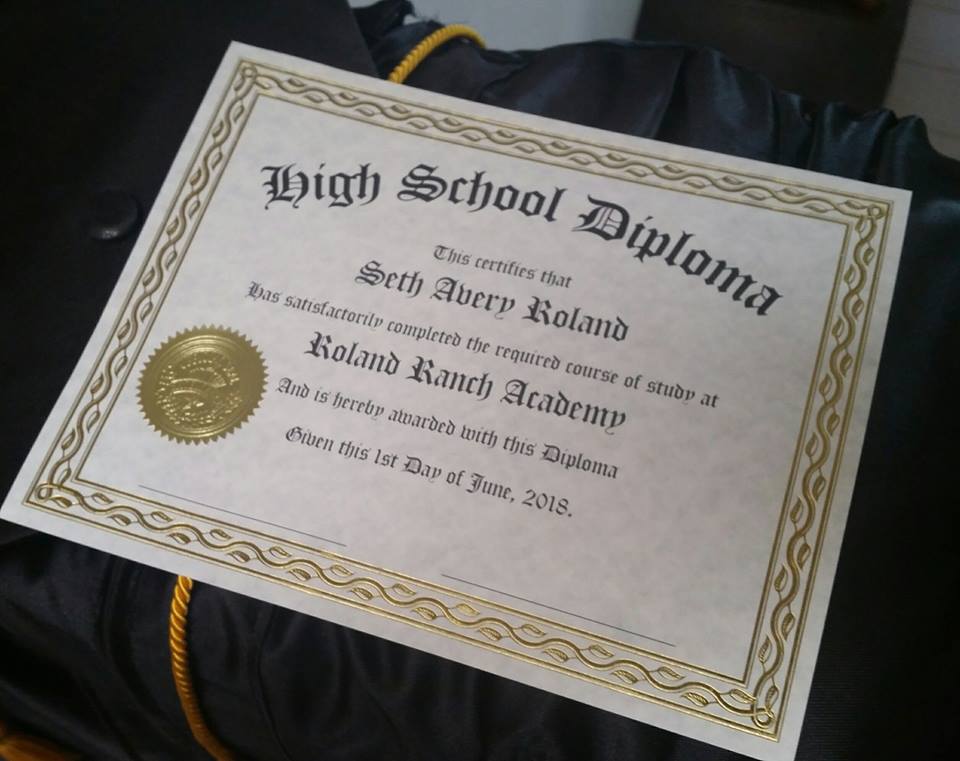 High School Diploma
This certifies that
Seth Avery Roland
Has satisfactorily completed the required course of study at
Roland Ranch Academy
And is hereby awarded with this Diploma
Given this 1st Day of June, 2018.